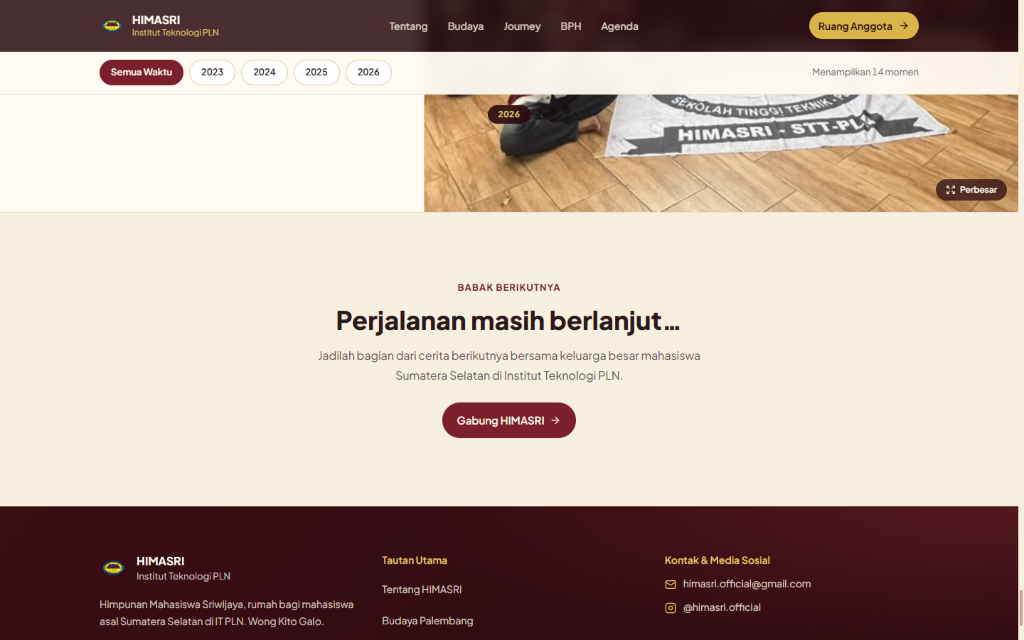 HIMASRI
Institut Teknologi PLN
Tentang
Budaya
Journey
BPH
Agenda
Ruang Anggota
Semua Waktu
2023
2024
2025
2026
Menampilkan 14 momen
2026
SEKOLAH TINGGI TEKNIK
HIMASRI - STT-PL
Perbesar
BABAK BERIKUTNYA
Perjalanan masih berlanjut...
Jadilah bagian dari cerita berikutnya bersama keluarga besar mahasiswa
Sumatera Selatan di Institut Teknologi PLN.
Gabung HIMASRI
HIMASRI
Institut Teknologi PLN
Himpunan Mahasiswa Sriwijaya, rumah bagi mahasiswa
asal Sumatera Selatan di IT PLN. Wong Kito Galo.
Tautan Utama
Tentang HIMASRI
Budaya Palembang
Kontak & Media Sosial
himasri.official@gmail.com
@himasri.official